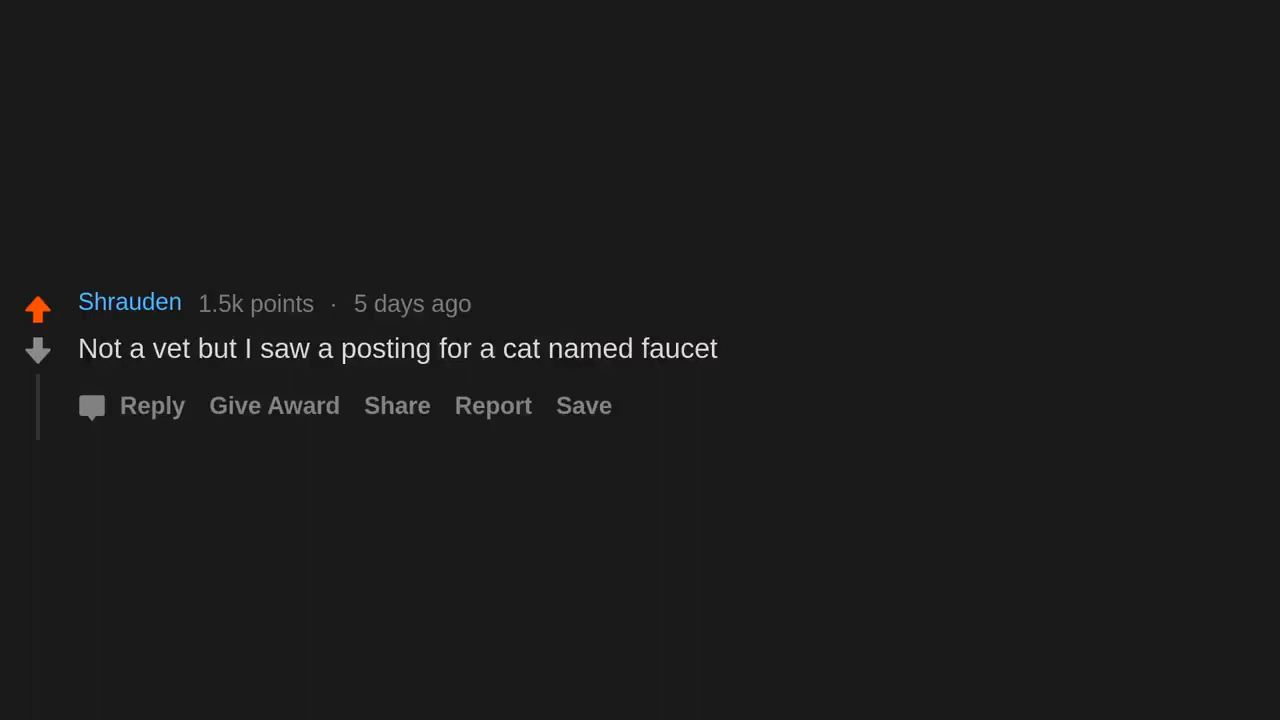 Shrauden 1.5k points · 5 days ago
Not a vet but I saw a posting for a cat named faucet
Reply Give Award Share Report Save